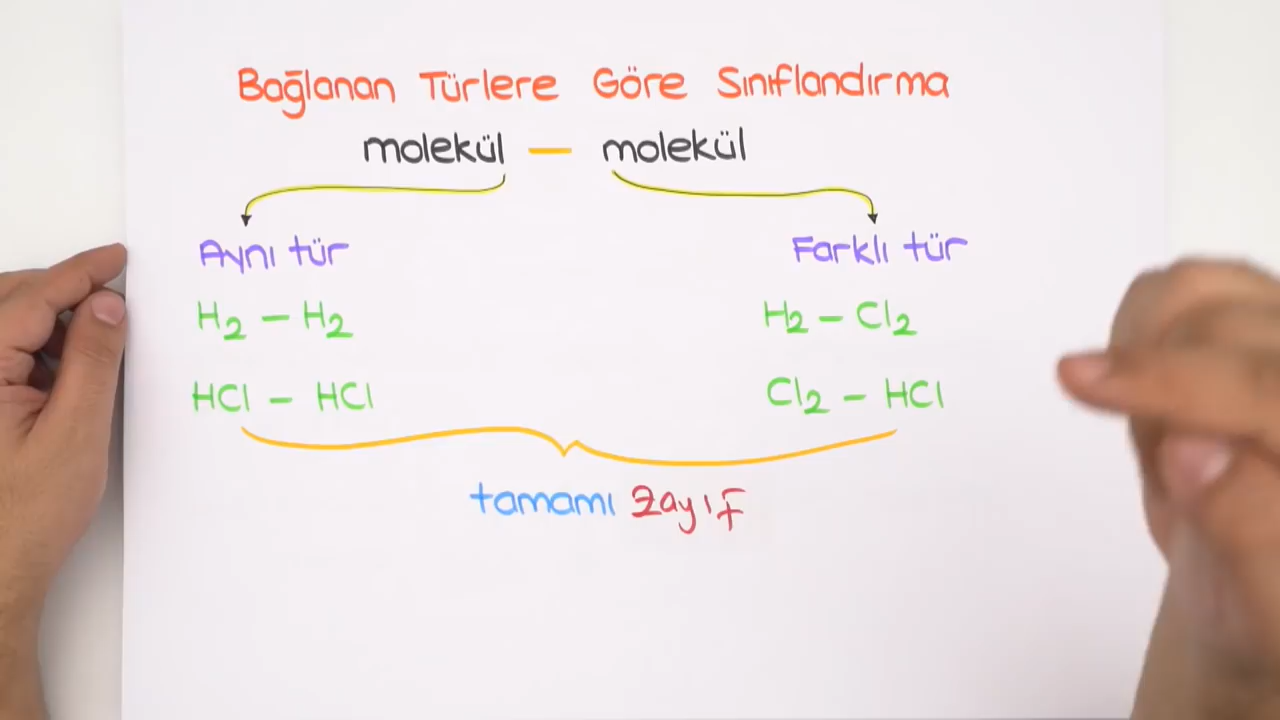 Bağlanan Türlere Göre Sınıflandırma
molekül — molekül
Aynı tür Farklı tür
H₂ — H₂ H₂ — Cl₂
HCl — HCl Cl₂ — HCl
tamamı zayıf